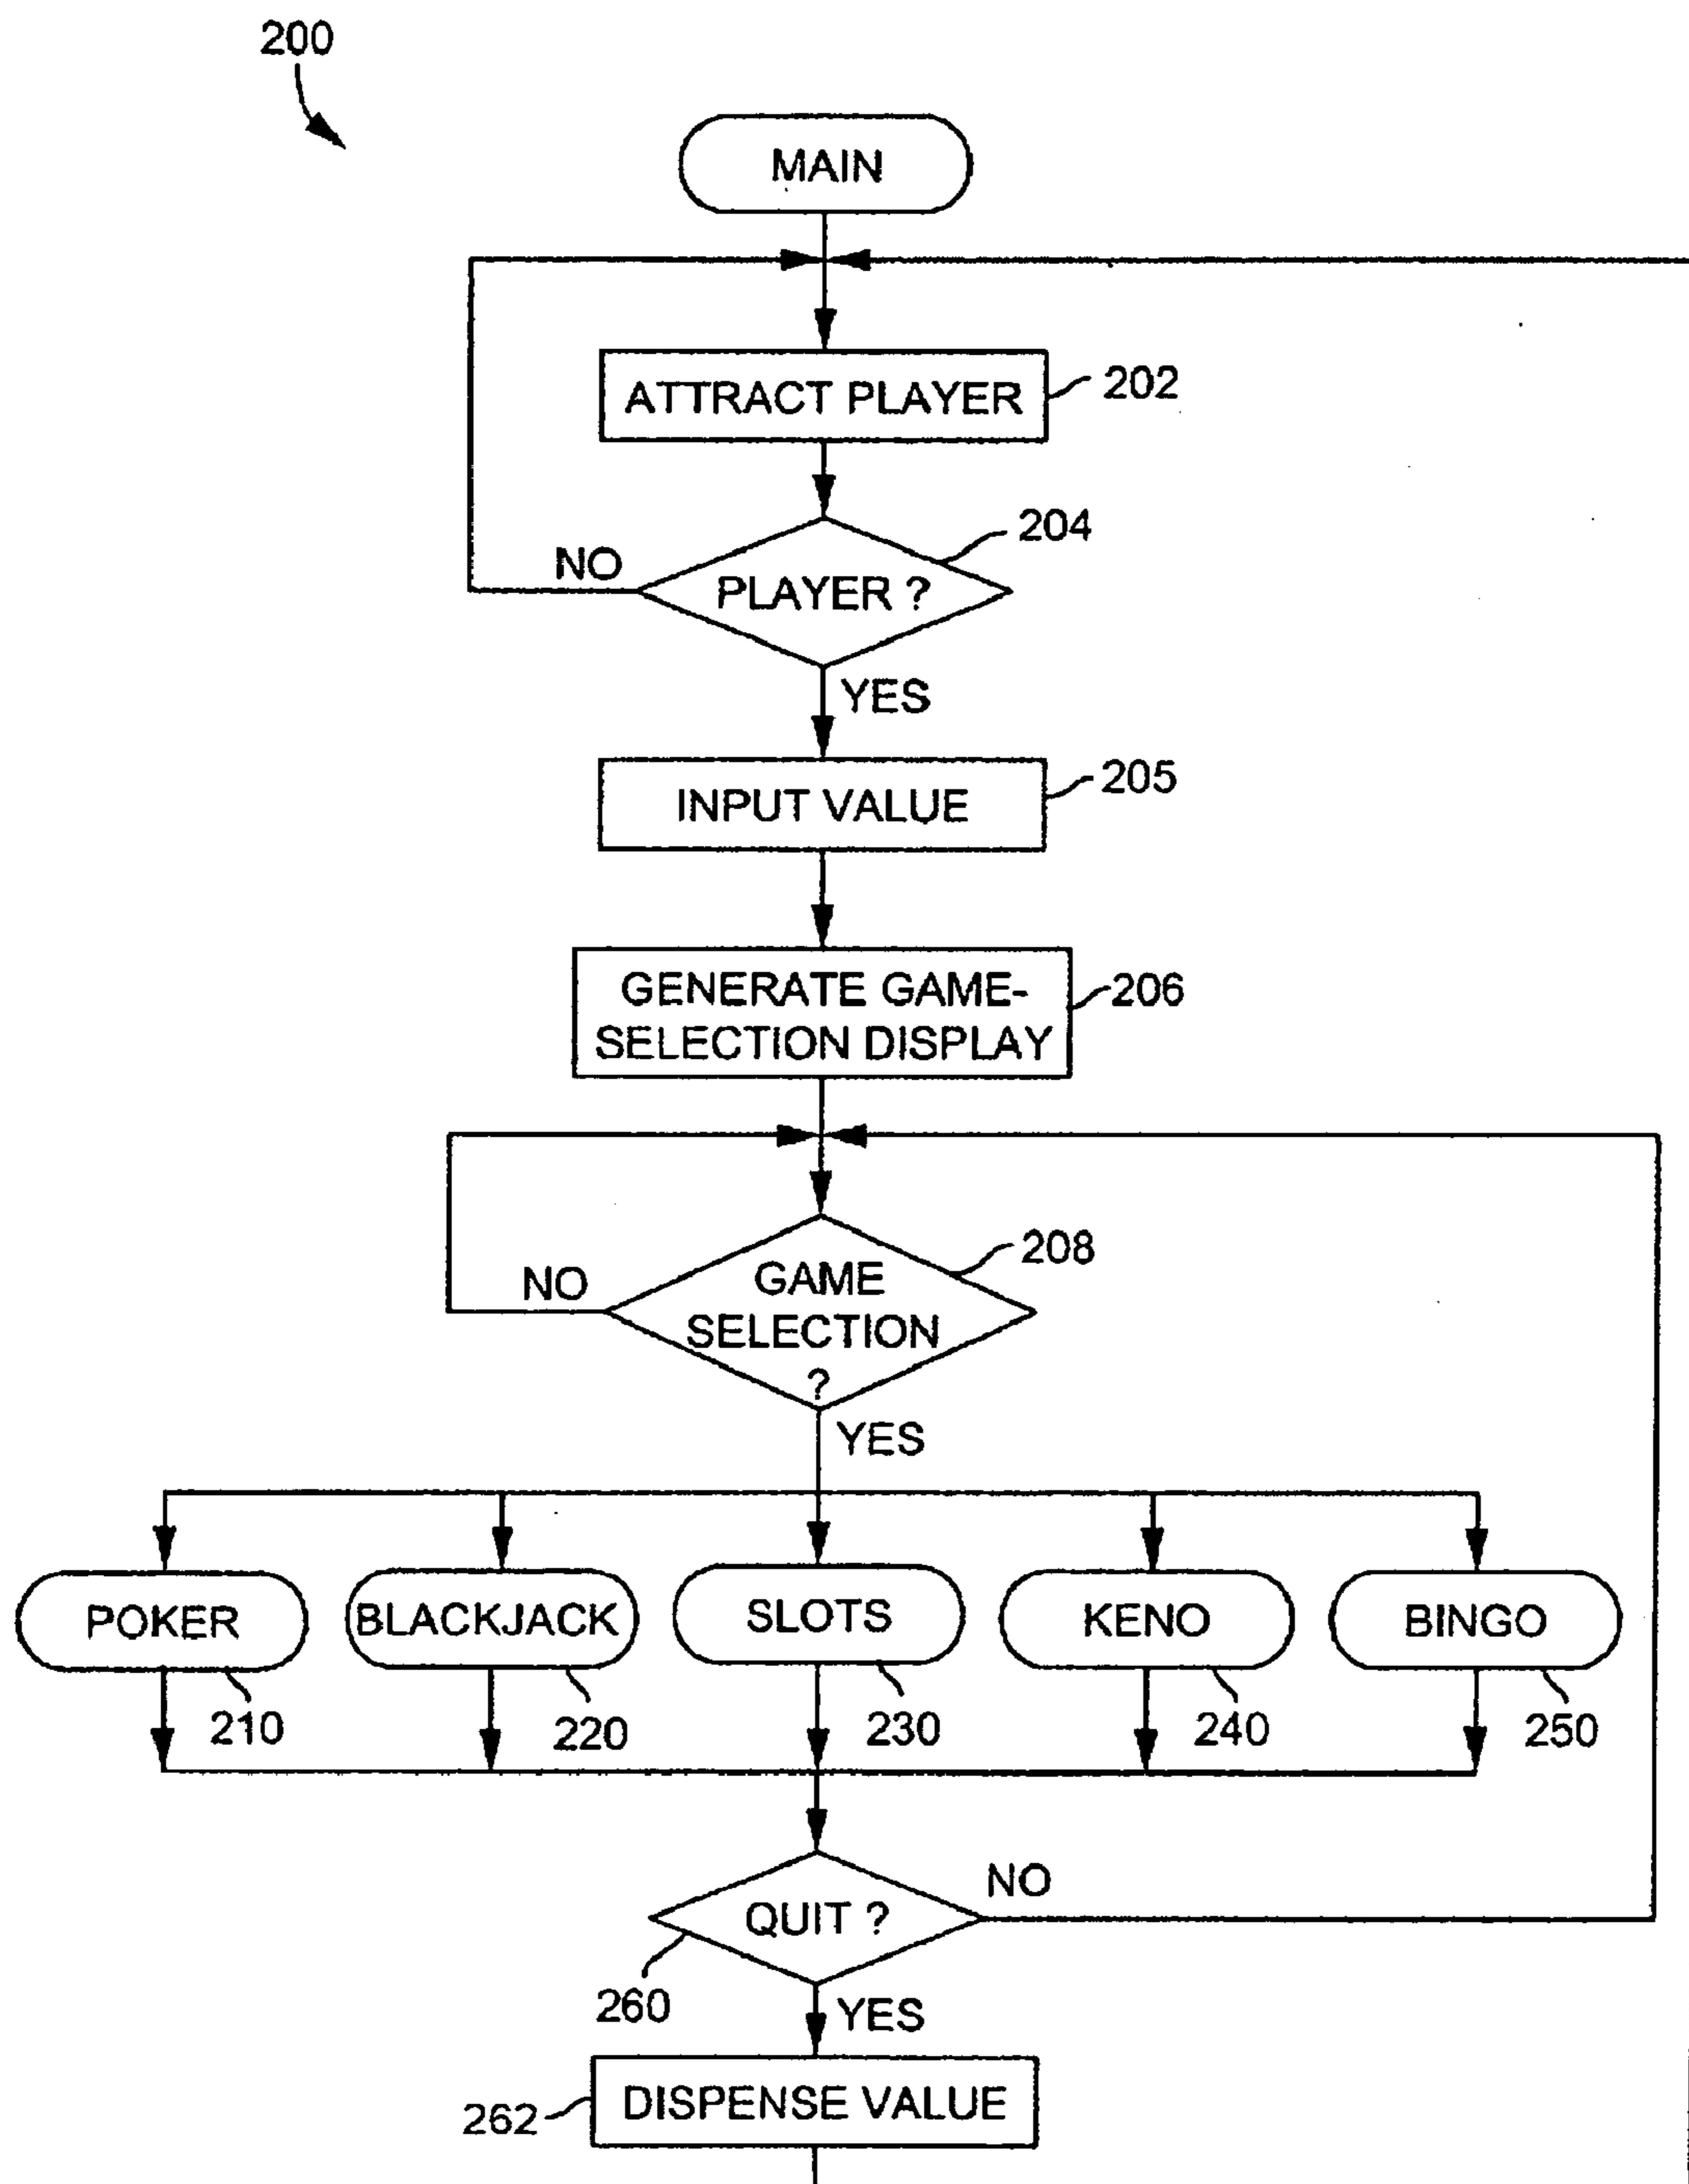 200
MAIN
ATTRACT PLAYER
202
204
NO
PLAYER ?
YES
INPUT VALUE
205
GENERATE GAME-
SELECTION DISPLAY
206
208
NO
GAME
SELECTION
?
YES
POKER
BLACKJACK
SLOTS
KENO
BINGO
210
220
230
240
250
NO
QUIT ?
260
YES
DISPENSE VALUE
262